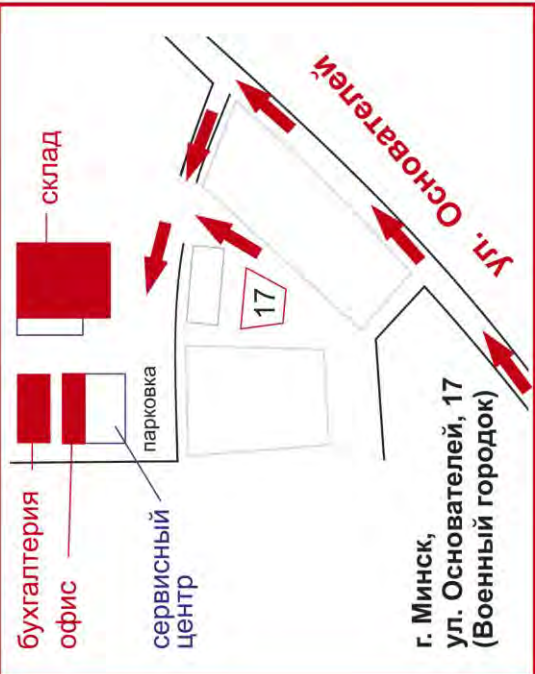 бухгалтерия
офис
сервисный
центр
склад
парковка
17
ул. Основателей
г. Минск,
ул. Основателей, 17
(Военный городок)